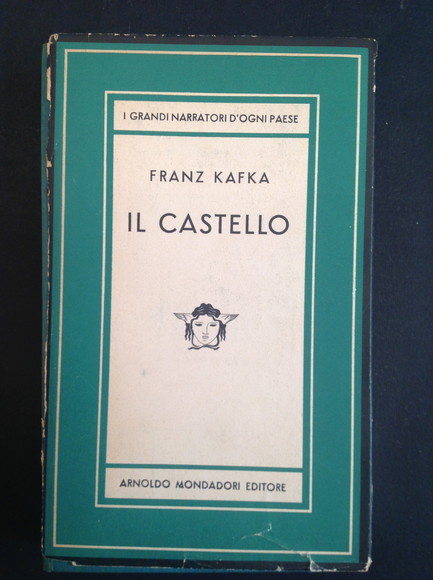 I GRANDI NARRATORI D'OGNI PAESE
FRANZ KAFKA
IL CASTELLO
ARNOLDO MONDADORI EDITORE